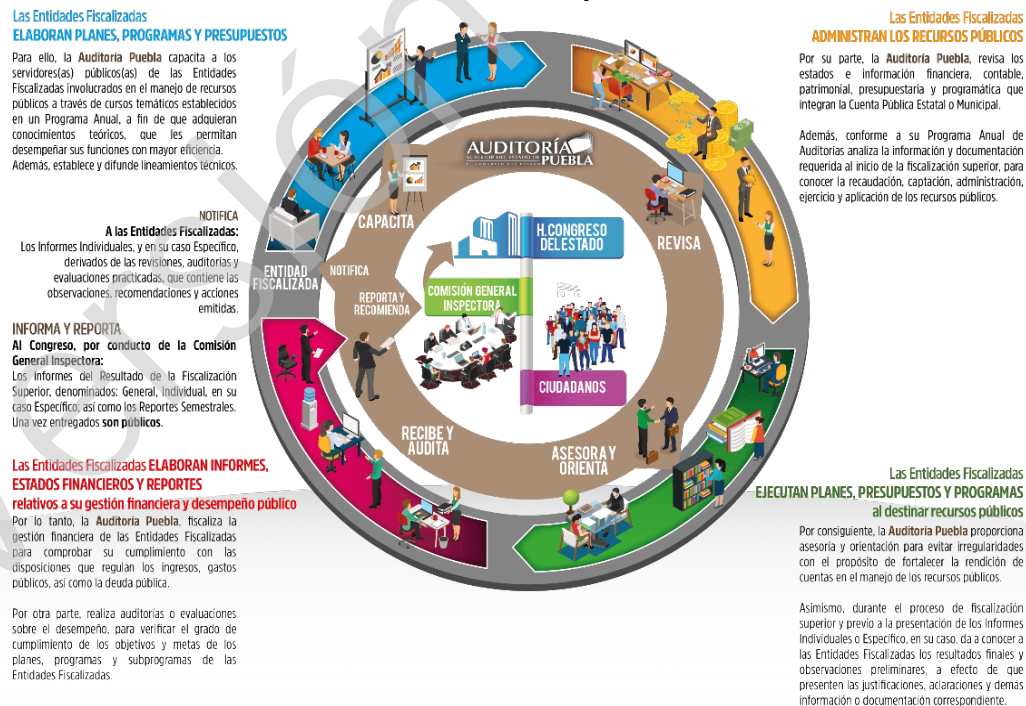 Las Entidades Fiscalizadas
ELABORAN PLANES, PROGRAMAS Y PRESUPUESTOS
Para ello, la Auditoría Puebla capacita a los
servidores(as) públicos(as) de las Entidades
Fiscalizadas involucrados en el manejo de recursos
públicos a través de cursos temáticos establecidos
en un Programa Anual, a fin de que adquieran
conocimientos teóricos, que les permitan
desempeñar sus funciones con mayor eficiencia.
Además, establece y difunde lineamientos técnicos.
NOTIFICA
A las Entidades Fiscalizadas:
Los Informes Individuales, y en su caso Específico,
derivados de las revisiones, auditorías y
evaluaciones practicadas, que contiene las
observaciones, recomendaciones y acciones
emitidas.
INFORMA Y REPORTA
Al Congreso, por conducto de la Comisión
General Inspectora:
Los informes del Resultado de la Fiscalización
Superior, denominados: General, Individual, en su
caso Específico, así como los Reportes Semestrales.
Una vez entregados son públicos.
Las Entidades Fiscalizadas ELABORAN INFORMES,
ESTADOS FINANCIEROS Y REPORTES
relativos a su gestión financiera y desempeño público
Por lo tanto, la Auditoría Puebla, fiscaliza la
gestión financiera de las Entidades Fiscalizadas
para comprobar su cumplimiento con las
disposiciones que regulan los ingresos, gastos
públicos, así como la deuda pública.
Por otra parte, realiza auditorías o evaluaciones
sobre el desempeño, para verificar el grado de
cumplimiento de los objetivos y metas de los
planes, programas y subprogramas de las
Entidades Fiscalizadas.
AUDITORÍA
SUPERIOR DEL ESTADO DE PUEBLA
CAPACITA
REVISA
ENTIDAD
FISCALIZADA
NOTIFICA
REPORTA Y
RECOMIENDA
H. CONGRESO
DEL ESTADO
COMISIÓN GENERAL
INSPECTORA
CIUDADANOS
RECIBE Y
AUDITA
ASESORA Y
ORIENTA
Las Entidades Fiscalizadas
ADMINISTRAN LOS RECURSOS PÚBLICOS
Por su parte, la Auditoría Puebla, revisa los
estados e información financiera, contable,
patrimonial, presupuestaria y programática que
integran la Cuenta Pública Estatal o Municipal.
Además, conforme a su Programa Anual de
Auditorias analiza la información y documentación
requerida al inicio de la fiscalización superior, para
conocer la recaudación, captación, administración,
ejercicio y aplicación de los recursos públicos.
Las Entidades Fiscalizadas
EJECUTAN PLANES, PRESUPUESTOS Y PROGRAMAS
al destinar recursos públicos
Por consiguiente, la Auditoría Puebla proporciona
asesoría y orientación para evitar irregularidades
con el propósito de fortalecer la rendición de
cuentas en el manejo de los recursos públicos.
Asimismo, durante el proceso de fiscalización
superior y previo a la presentación de los Informes
Individuales o Específico, en su caso, da a conocer a
las Entidades Fiscalizadas los resultados finales y
observaciones preliminares, a efecto de que
presenten las justificaciones, aclaraciones y demás
información o documentación correspondiente.